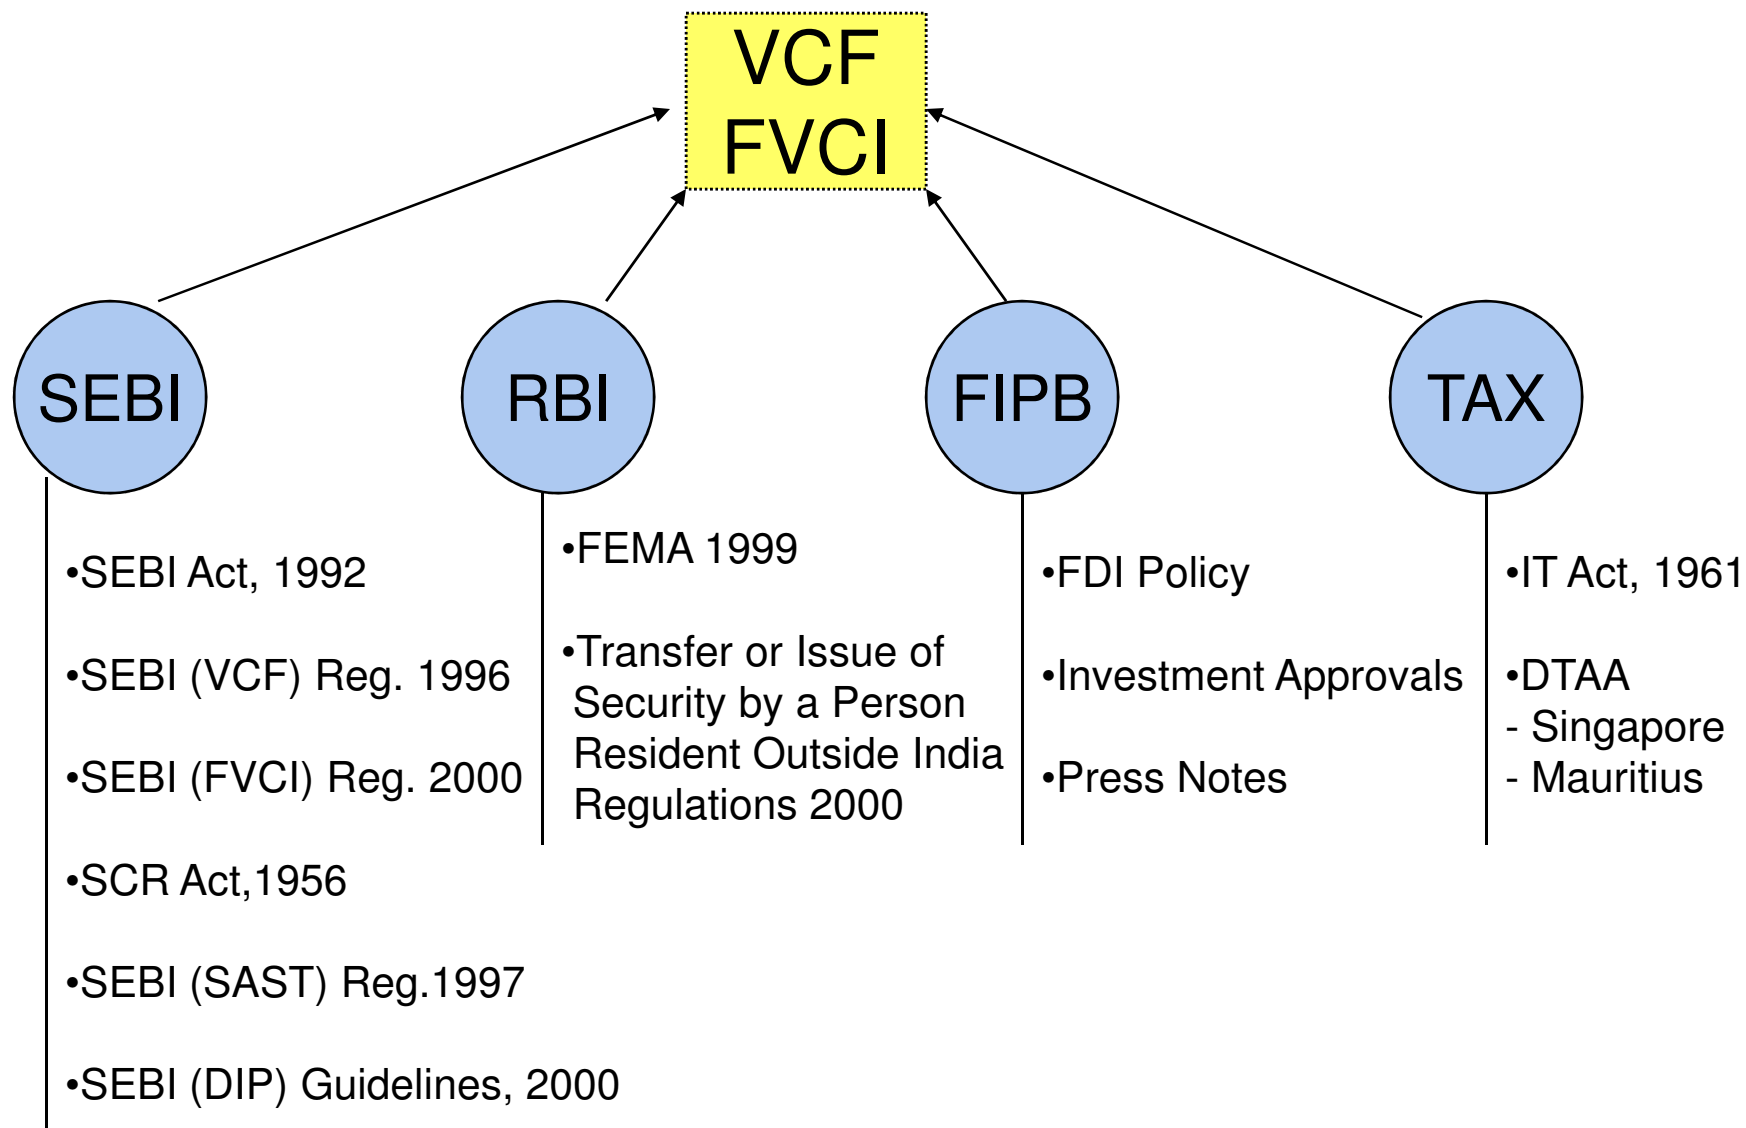 VCF
FVCI
SEBI
RBI
FIPB
TAX
•SEBI Act, 1992
•SEBI (VCF) Reg. 1996
•SEBI (FVCI) Reg. 2000
•SCR Act,1956
•SEBI (SAST) Reg.1997
•SEBI (DIP) Guidelines, 2000
•FEMA 1999
•Transfer or Issue of
Security by a Person
Resident Outside India
Regulations 2000
•FDI Policy
•Investment Approvals
•Press Notes
•IT Act, 1961
•DTAA
- Singapore
- Mauritius